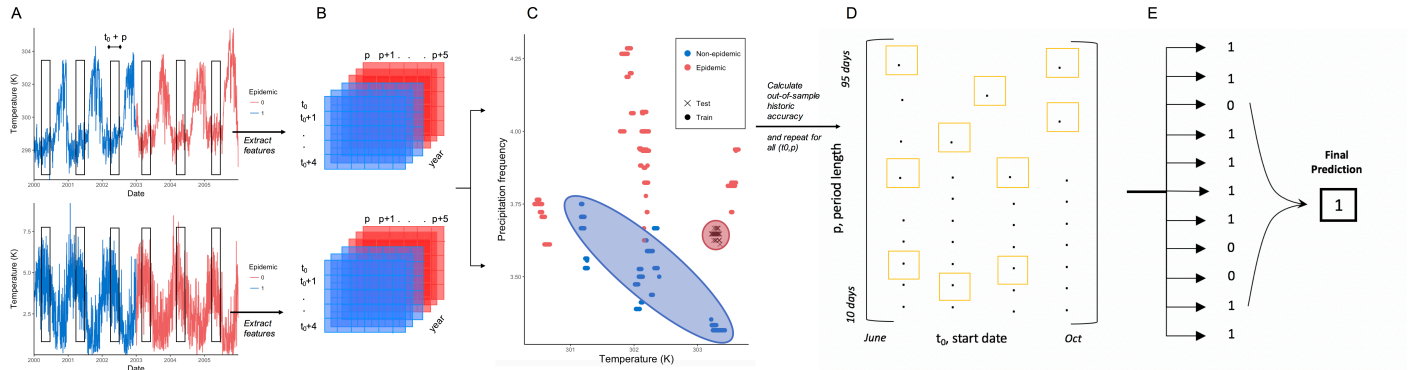 A
t0 + p
Temperature (K)
304
302
300
298
2000
2001
2002
2003
2004
2005
Date
Epidemic
0
1
Extract
features
Temperature (K)
7.5
5.0
2.5
2000
2001
2002
2003
2004
2005
Date
Epidemic
0
1
Extract
features
B
p p+1 . . . p+5
t0
t0+1
.
.
t0+4
year
p p+1 . . . p+5
t0
t0+1
.
.
t0+4
year
C
Precipitation frequency
4.25
4.00
3.75
3.50
301
302
303
Temperature (K)
Non-epidemic
Epidemic
Test
Train
Calculate
out-of-sample
historic
accuracy
and repeat for
all (t0,p)
D
95 days
p, period length
10 days
June
t0, start date
Oct
E
1
1
0
1
1
1
1
0
0
1
1
Final
Prediction
1